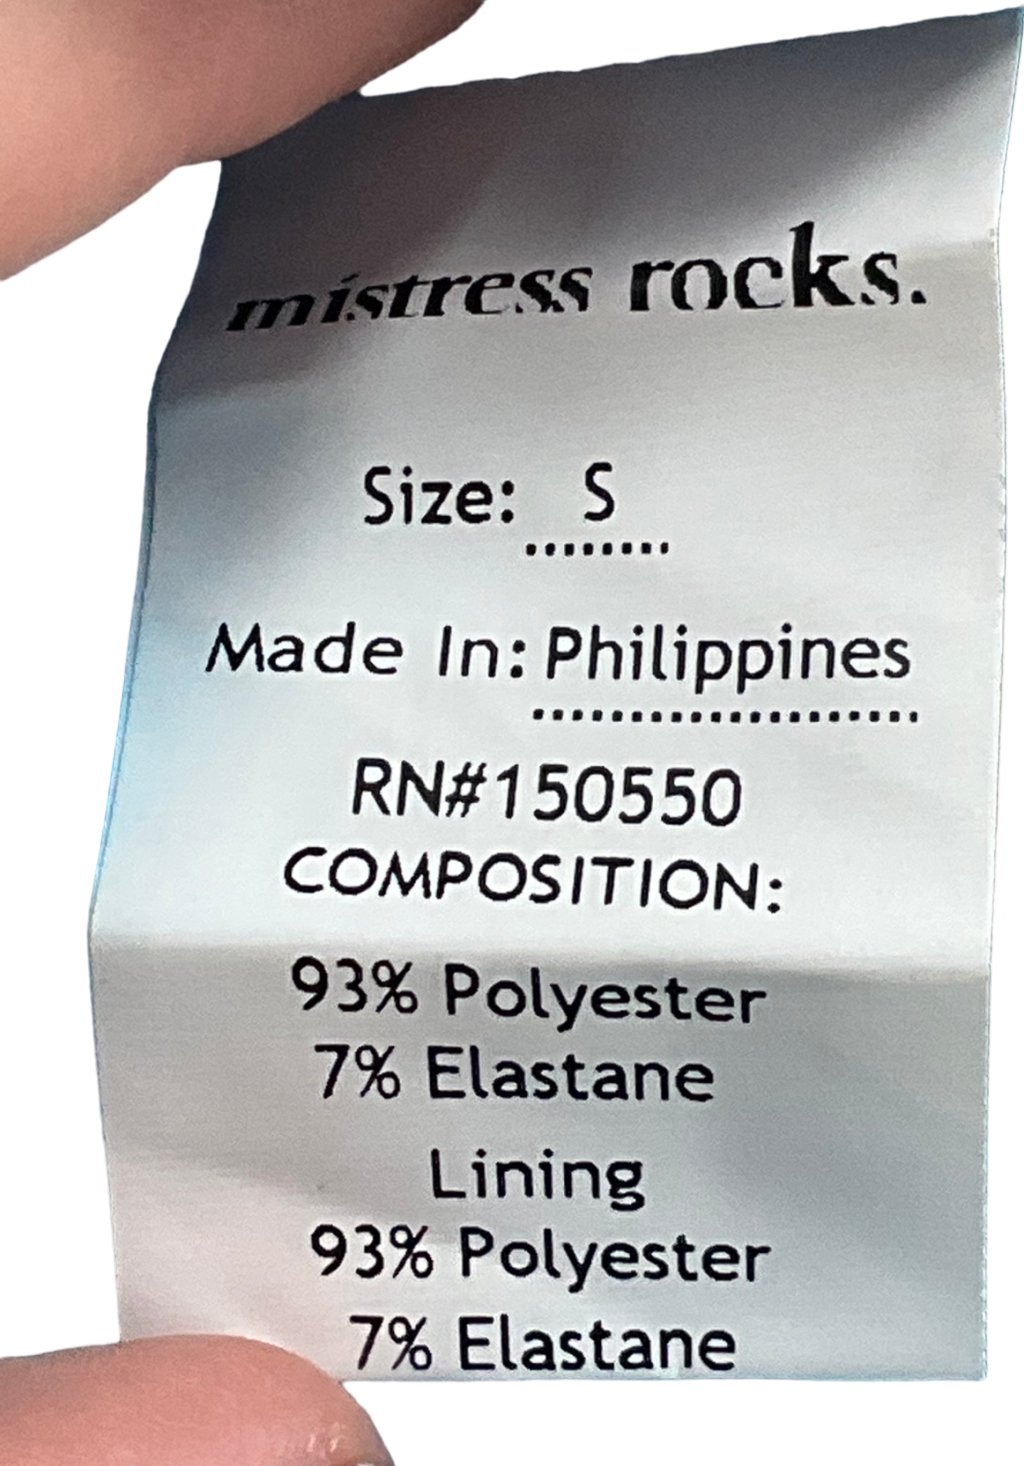 mistress rocks.
Size: S
Made In: Philippines
RN#150550
COMPOSITION:
93% Polyester
7% Elastane
Lining
93% Polyester
7% Elastane